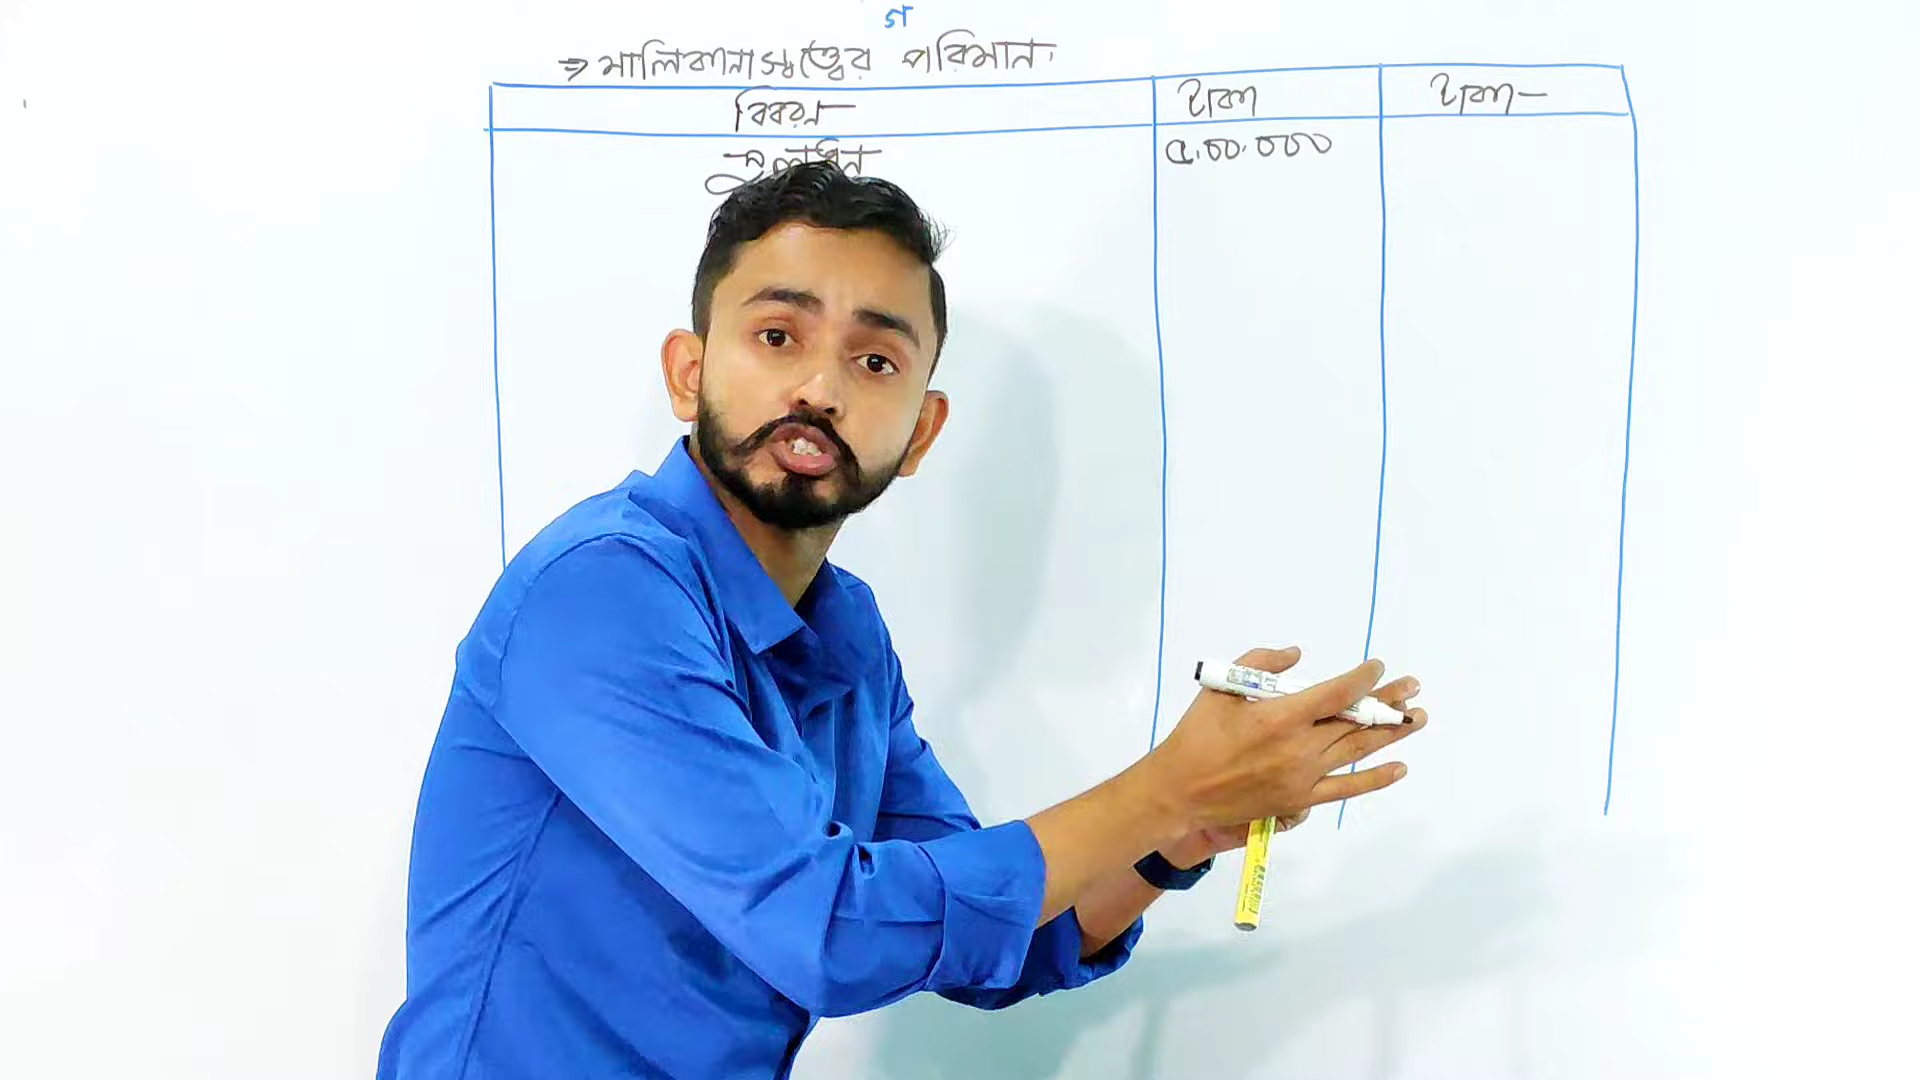 গ
⇒ মালিকানাস্বত্ত্বের পরিমান
বিবরণ টাকা টাকা
মূলধন ৫,০০,০০০